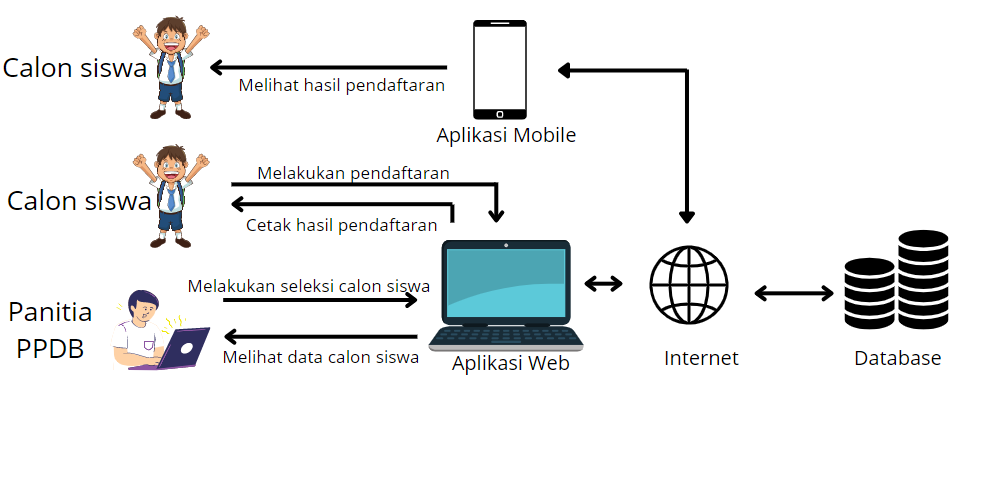 Calon siswa
Melihat hasil pendaftaran
Aplikasi Mobile
Calon siswa
Melakukan pendaftaran
Cetak hasil pendaftaran
Panitia
PPDB
Melakukan seleksi calon siswa
Melihat data calon siswa
Aplikasi Web
Internet
Database